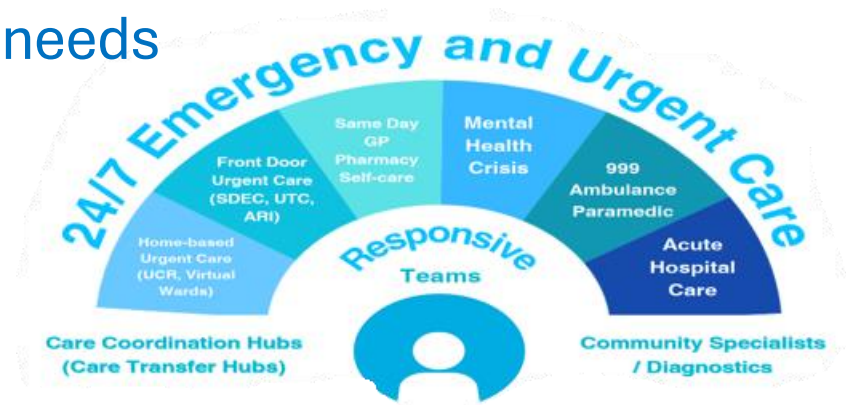 needs
24/7 Emergency and Urgent Care
Home-based
Urgent Care
(UCR, Virtual
Wards)
Front Door
Urgent Care
(SDEC, UTC,
ARI)
Same Day
GP
Pharmacy
Self-care
Mental
Health
Crisis
999
Ambulance
Paramedic
Acute
Hospital
Care
Responsive
Teams
Care Coordination Hubs
(Care Transfer Hubs)
Community Specialists
/ Diagnostics